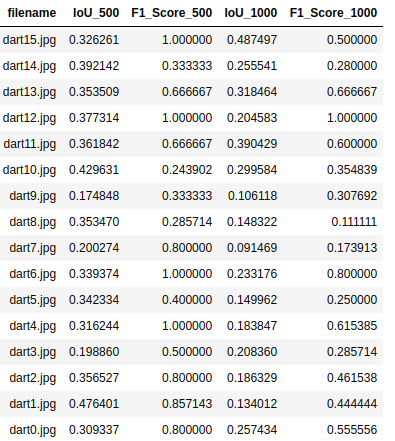 filename IoU_500 F1_Score_500 IoU_1000 F1_Score_1000
dart15.jpg 0.326261 1.000000 0.487497 0.500000
dart14.jpg 0.392142 0.333333 0.255541 0.280000
dart13.jpg 0.353509 0.666667 0.318464 0.666667
dart12.jpg 0.377314 1.000000 0.204583 1.000000
dart11.jpg 0.361842 0.666667 0.390429 0.600000
dart10.jpg 0.429631 0.243902 0.299584 0.354839
dart9.jpg 0.174848 0.333333 0.106118 0.307692
dart8.jpg 0.353470 0.285714 0.148322 0.111111
dart7.jpg 0.200274 0.800000 0.091469 0.173913
dart6.jpg 0.339374 1.000000 0.233176 0.800000
dart5.jpg 0.342334 0.400000 0.149962 0.250000
dart4.jpg 0.316244 1.000000 0.183847 0.615385
dart3.jpg 0.198860 0.500000 0.208360 0.285714
dart2.jpg 0.356527 0.800000 0.186329 0.461538
dart1.jpg 0.476401 0.857143 0.134012 0.444444
dart0.jpg 0.309337 0.800000 0.257434 0.555556